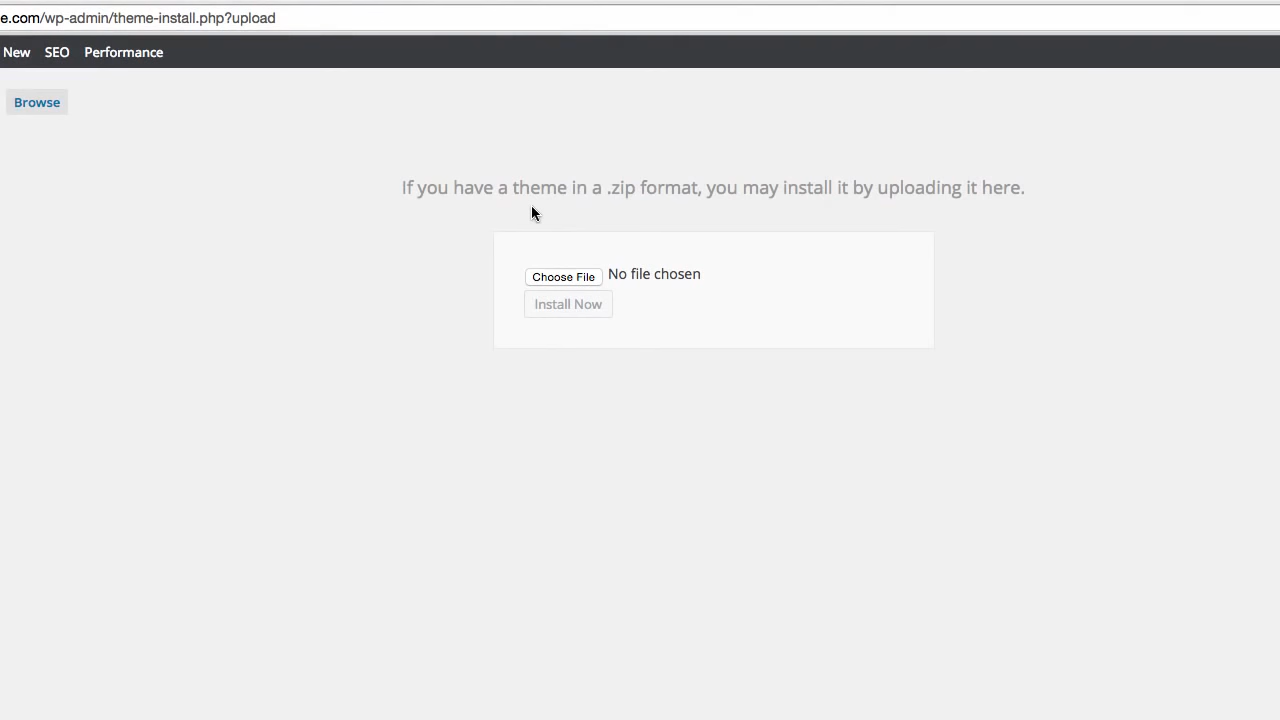 e.com/wp-admin/theme-install.php?upload
New SEO Performance
Browse
If you have a theme in a .zip format, you may install it by uploading it here.
Choose File No file chosen
Install Now